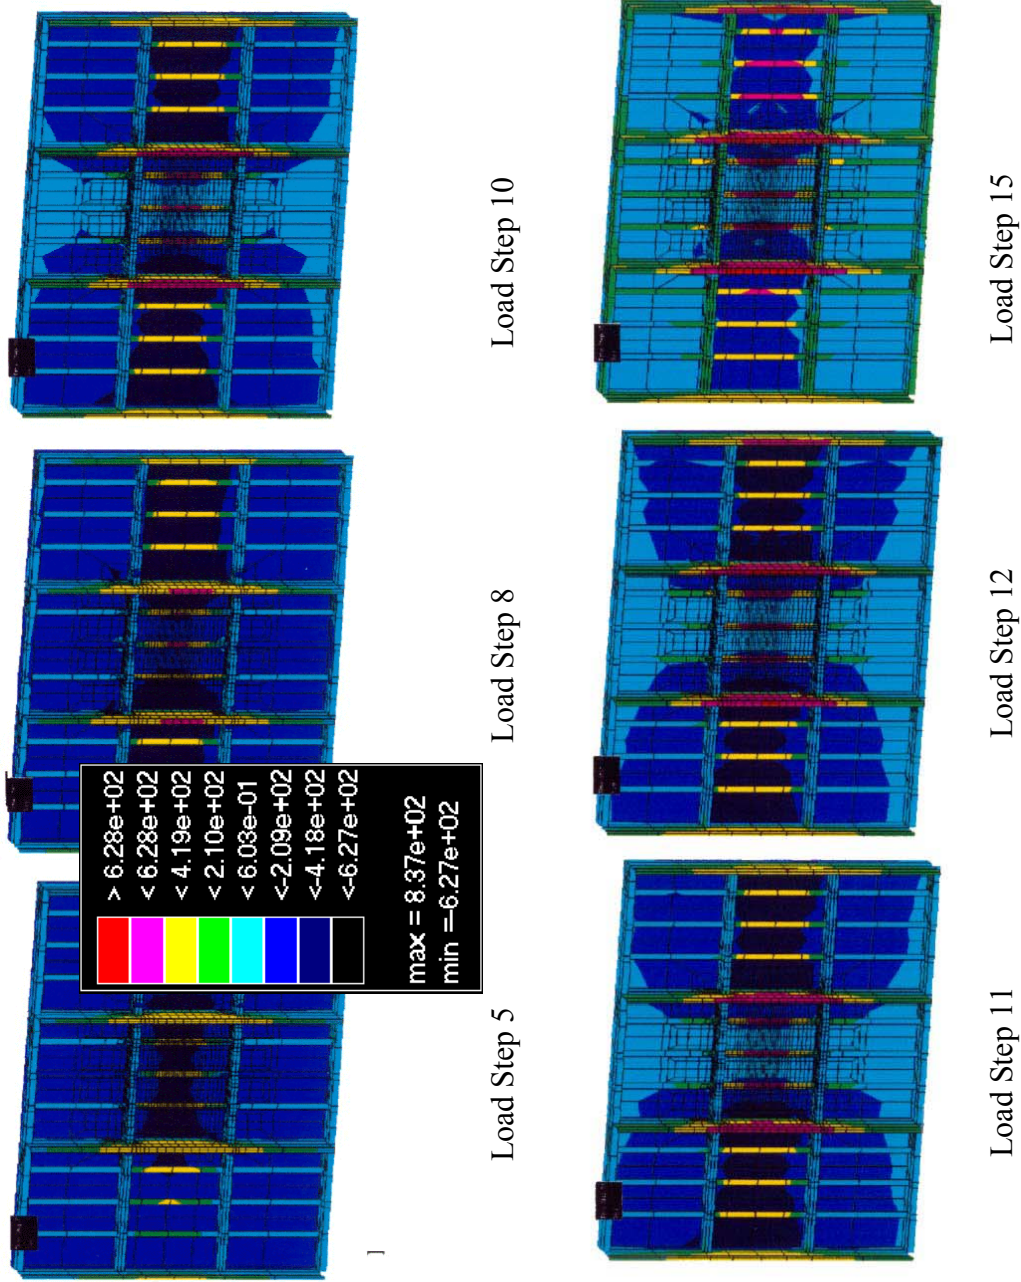 Load Step 5
Load Step 8
Load Step 10
> 6.28e+02
< 6.28e+02
< 4.19e+02
< 2.10e+02
< 6.03e-01
<-2.09e+02
<-4.18e+02
<-6.27e+02
max = 8.37e+02
min =-6.27e+02
]
Load Step 11
Load Step 12
Load Step 15